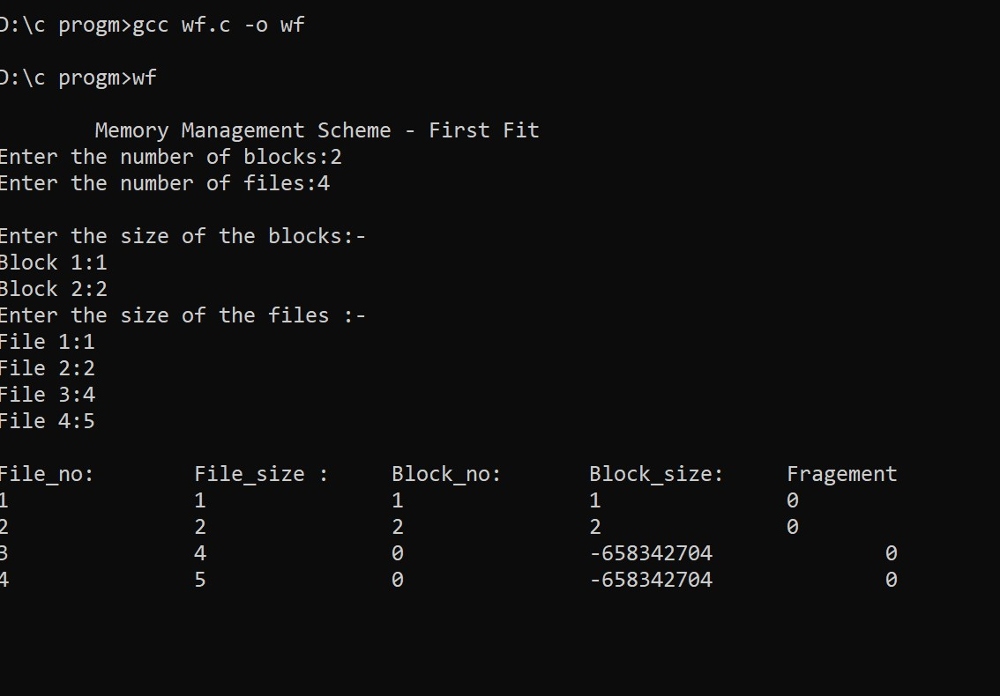 D:\c progm>gcc wf.c -o wf
D:\c progm>wf
Memory Management Scheme - First Fit
Enter the number of blocks:2
Enter the number of files:4
Enter the size of the blocks:-
Block 1:1
Block 2:2
Enter the size of the files :-
File 1:1
File 2:2
File 3:4
File 4:5
File_no: File_size : Block_no: Block_size: Fragement
1 1 1 1 0
2 2 2 2 0
3 4 0 -658342704 0
4 5 0 -658342704 0